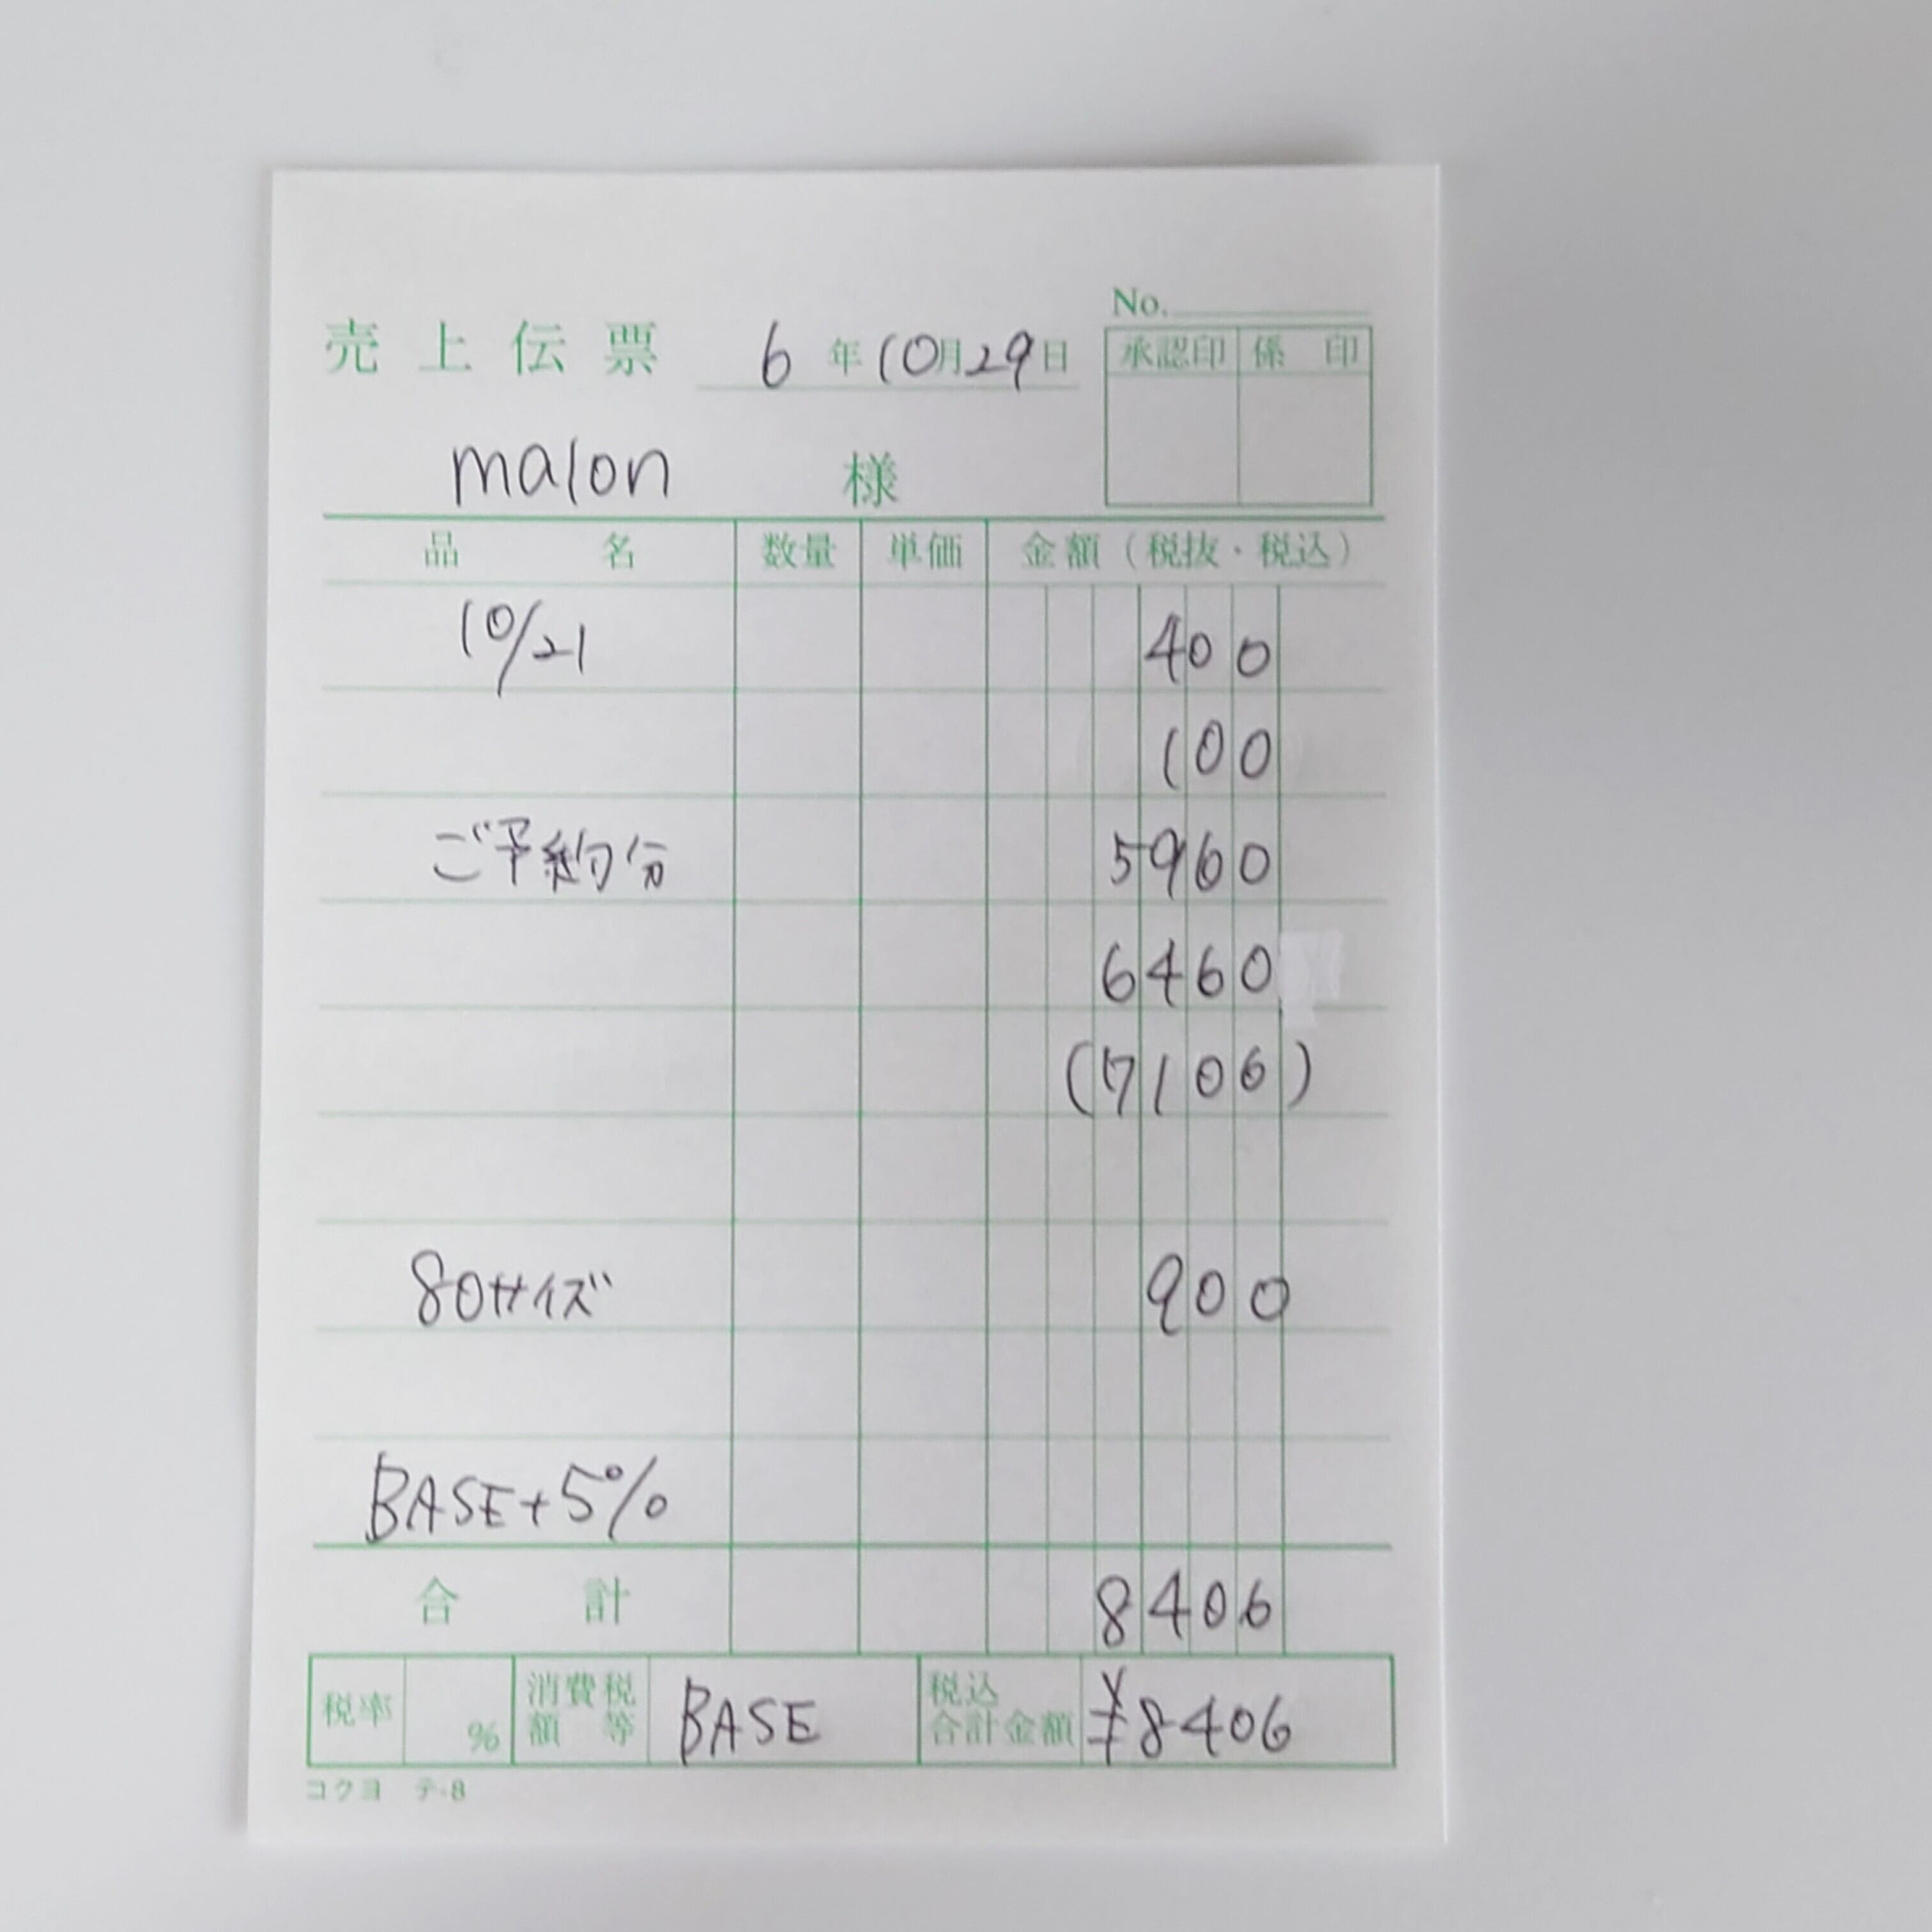 No.
売上伝票 6年10月29日 承認印 係印
malon 様
品名 数量 単価 金額(税抜・税込)
10/21 400
100
ご予約分 5960
6460
(7106)
80サイズ 900
BASE+5%
合計 8406
税率 % 消費税額等 BASE 税込合計金額 ¥8406
コクヨ テ-8